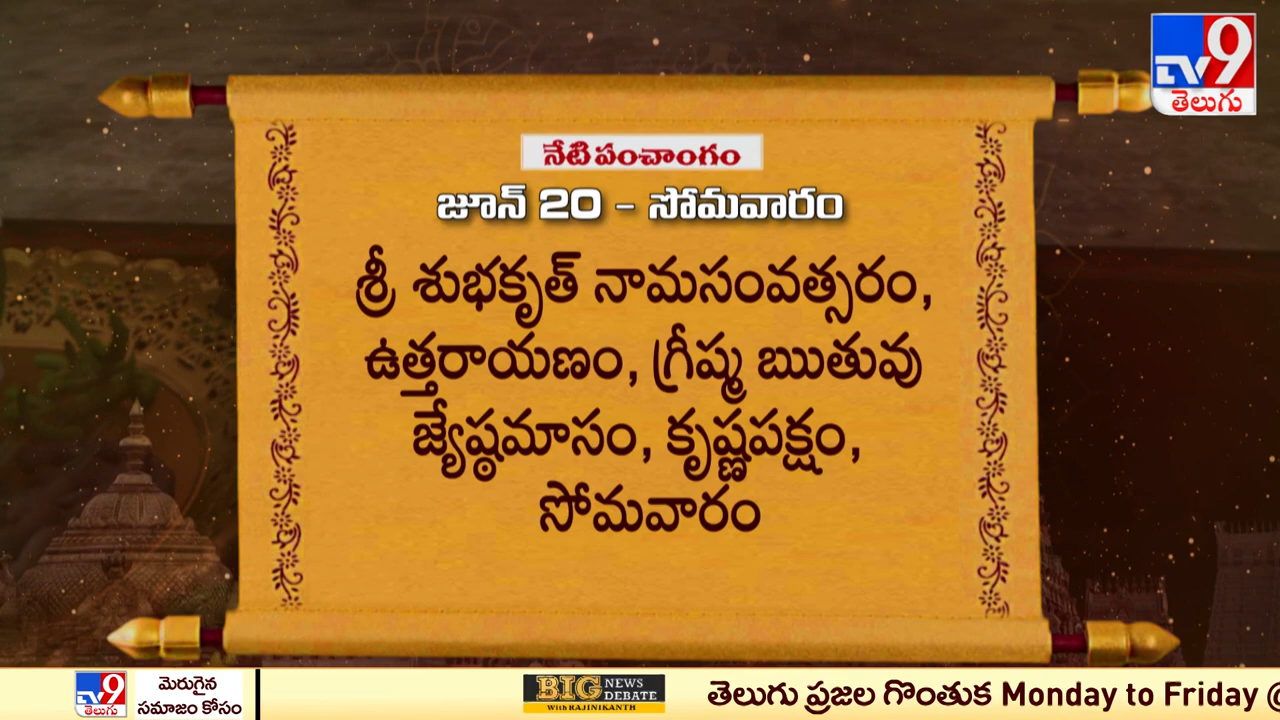 TV9
తెలుగు
నేటి పంచాంగం
జూన్ 20 - సోమవారం
శ్రీ శుభకృత్ నామసంవత్సరం,
ఉత్తరాయణం, గ్రీష్మ ఋతువు
జ్యేష్ఠమాసం, కృష్ణపక్షం,
సోమవారం
TV9
తెలుగు
మెరుగైన
సమాజం కోసం
BIG NEWS DEBATE
With RAJINIKANTH
తెలుగు ప్రజల గొంతుక Monday to Friday @